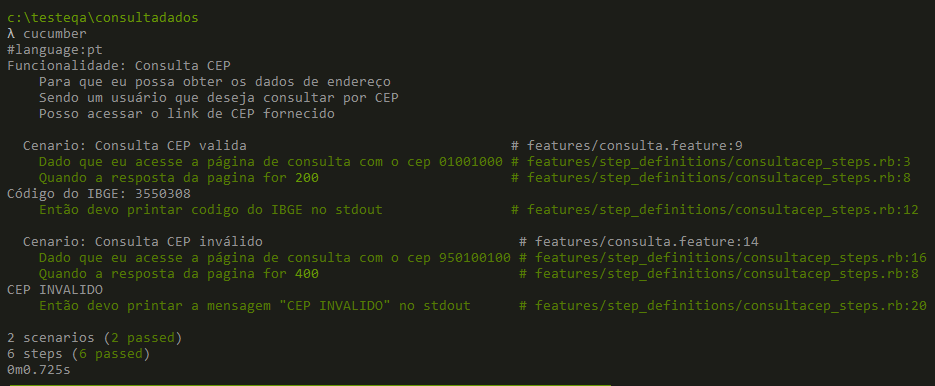 c:\testeqa\consultadados
λ cucumber
#language:pt
Funcionalidade: Consulta CEP
    Para que eu possa obter os dados de endereço
    Sendo um usuário que deseja consultar por CEP
    Posso acessar o link de CEP fornecido

  Cenario: Consulta CEP valida                                 # features/consulta.feature:9
    Dado que eu acesse a página de consulta com o cep 01001000 # features/step_definitions/consultacep_steps.rb:3
    Quando a resposta da pagina for 200                        # features/step_definitions/consultacep_steps.rb:8
Código do IBGE: 3550308
    Então devo printar codigo do IBGE no stdout                # features/step_definitions/consultacep_steps.rb:12

  Cenario: Consulta CEP inválido                                # features/consulta.feature:14
    Dado que eu acesse a página de consulta com o cep 950100100 # features/step_definitions/consultacep_steps.rb:16
    Quando a resposta da pagina for 400                         # features/step_definitions/consultacep_steps.rb:8
CEP INVALIDO
    Então devo printar a mensagem "CEP INVALIDO" no stdout      # features/step_definitions/consultacep_steps.rb:20

2 scenarios (2 passed)
6 steps (6 passed)
0m0.725s